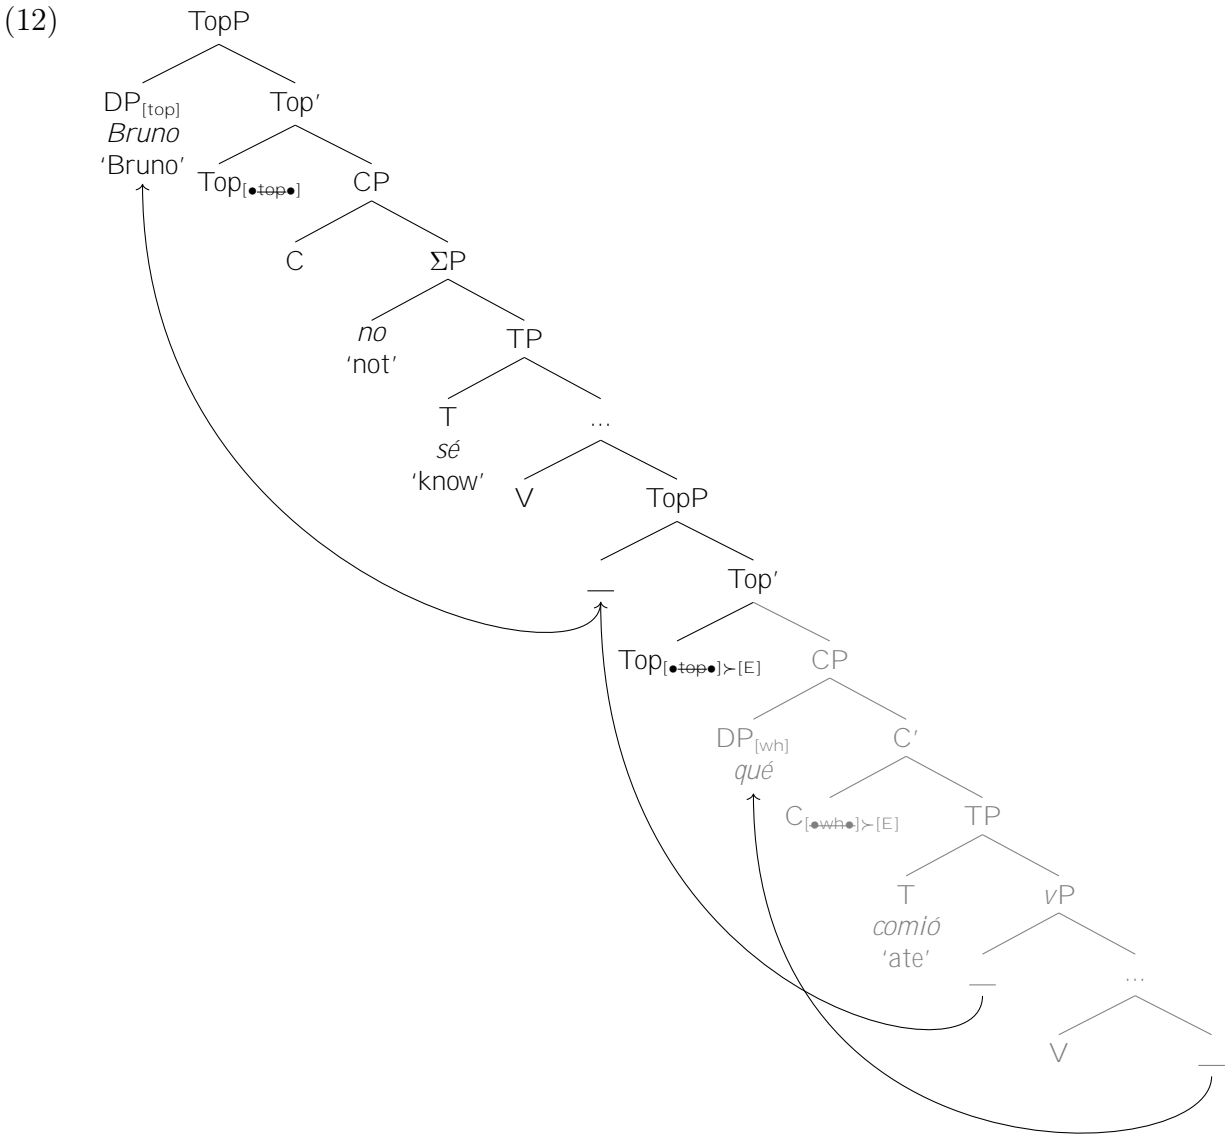 (12) TopP
DP[top] Top′
Bruno
‘Bruno’
Top[•top•] CP
C ΣP
no TP
‘not’
T ...
sé
‘know’
V TopP
— Top′
Top[•top•]≻[E] CP
DP[wh] C′
qué
C[•wh•]≻[E] TP
T vP
comió
‘ate’
— ...
V —